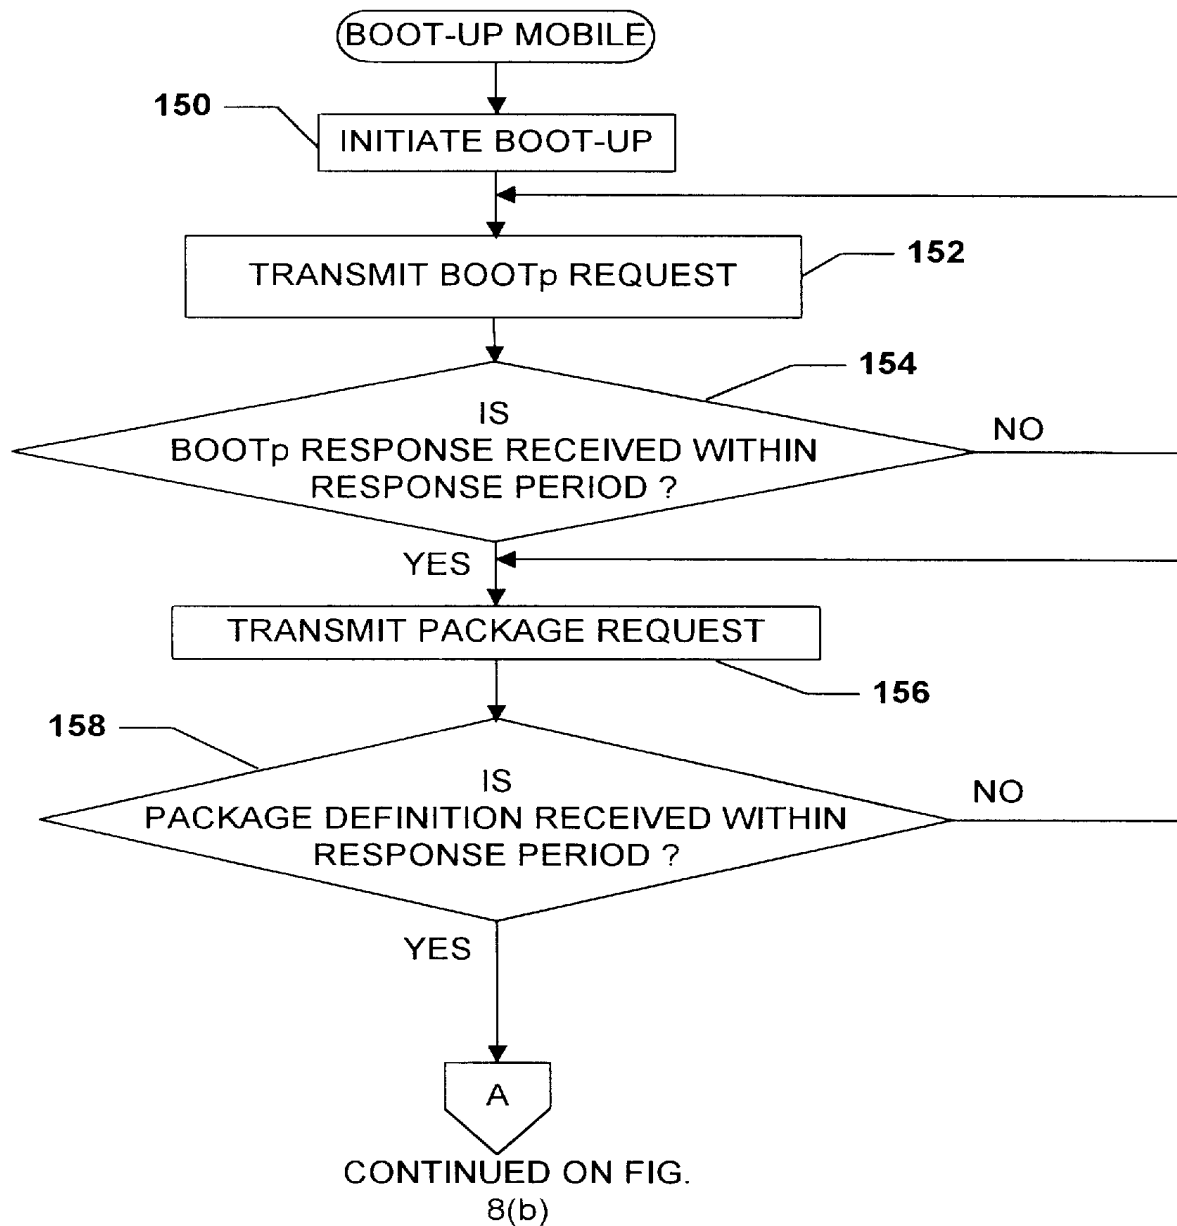 BOOT-UP MOBILE
150
INITIATE BOOT-UP
TRANSMIT BOOTp REQUEST
152
154
IS
BOOTp RESPONSE RECEIVED WITHIN
RESPONSE PERIOD ?
NO
YES
TRANSMIT PACKAGE REQUEST
156
158
IS
PACKAGE DEFINITION RECEIVED WITHIN
RESPONSE PERIOD ?
NO
YES
A
CONTINUED ON FIG.
8(b)